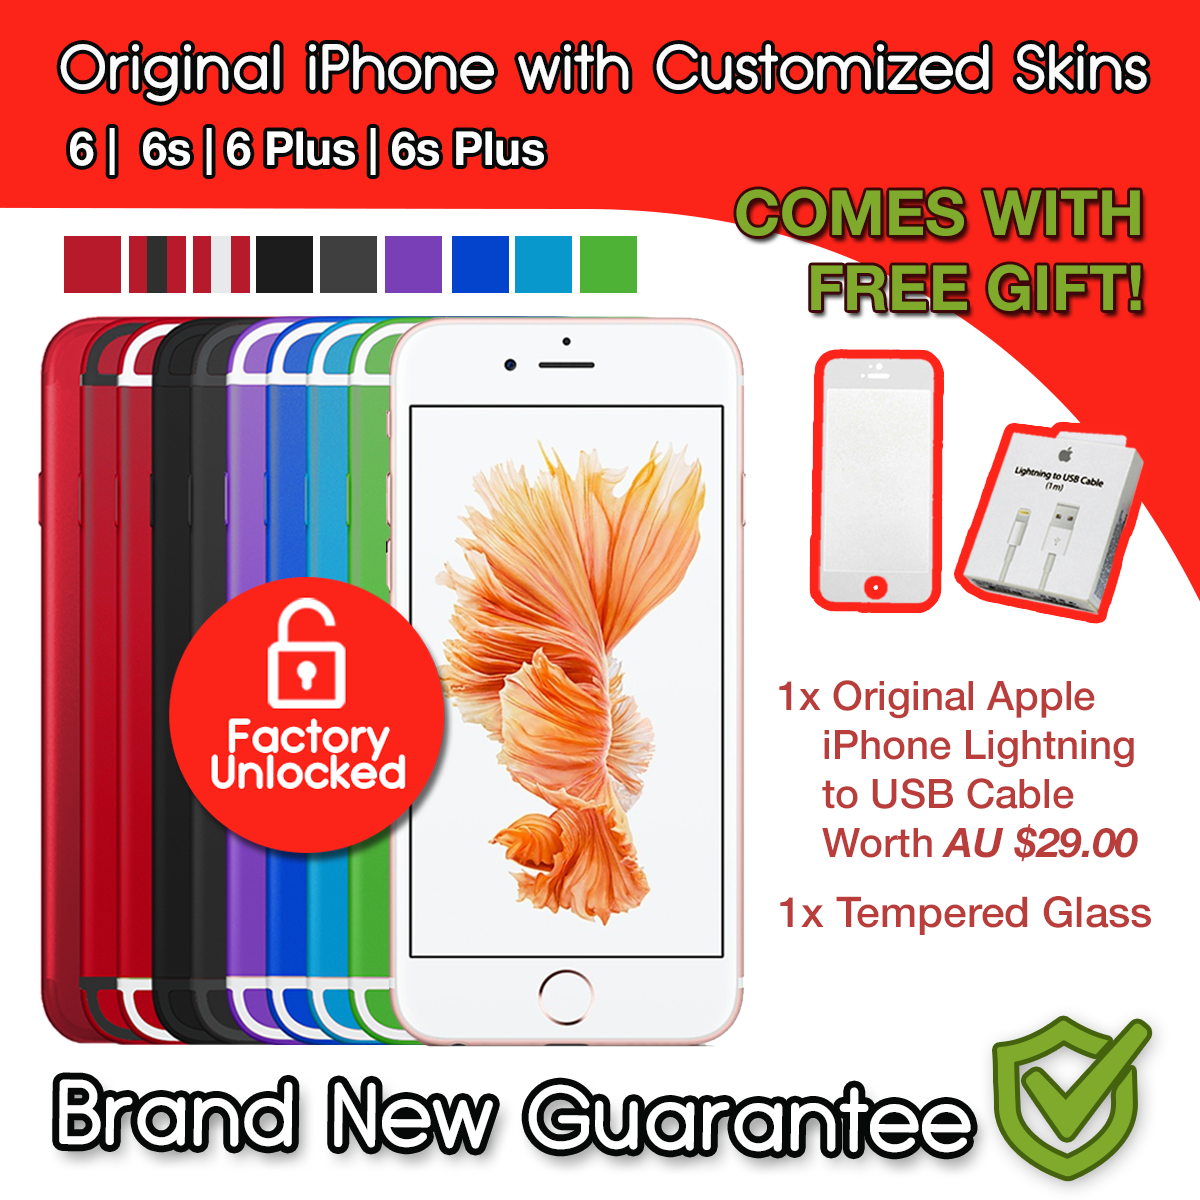 Original iPhone with Customized Skins
6 | 6s | 6 Plus | 6s Plus
COMES WITH
FREE GIFT!
Lightning to USB Cable
(1m)
Factory
Unlocked
1x Original Apple
iPhone Lightning
to USB Cable
Worth AU $29.00
1x Tempered Glass
Brand New Guarantee